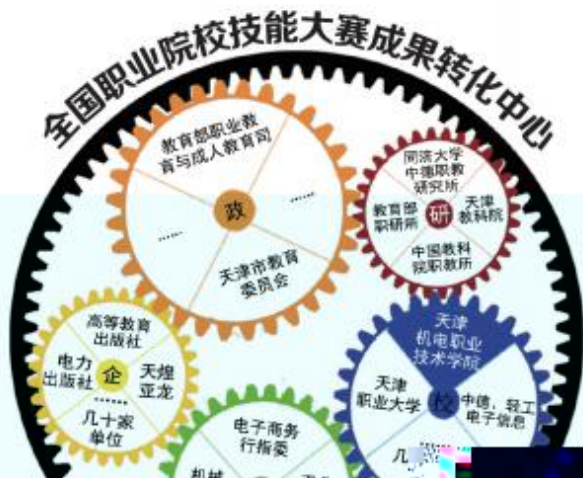 全国职业院校技能大赛成果转化中心
教育部职业教
育与成人教育司
......
政
......
天津市教育
委员会
同济大学
中德职教
研究所
教育部
职研所
研
天津
教科院
中国教科
院职教所
高等教育
出版社
电力
出版社
企
天煌
亚龙
......
几十家
单位
天津
机电职业
技术学院
天津
职业大学
校
中德，轻工
电子信息
......
几
电子商务
行指委
机械